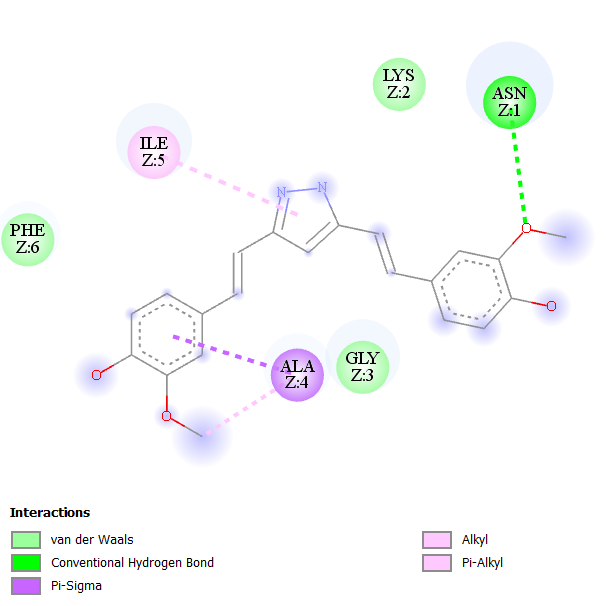 LYS
Z:2
ASN
Z:1
ILE
Z:5
N
N
PHE
Z:6
O
O
GLY
Z:3
ALA
Z:4
O
O
Interactions
van der Waals
Conventional Hydrogen Bond
Pi-Sigma
Alkyl
Pi-Alkyl